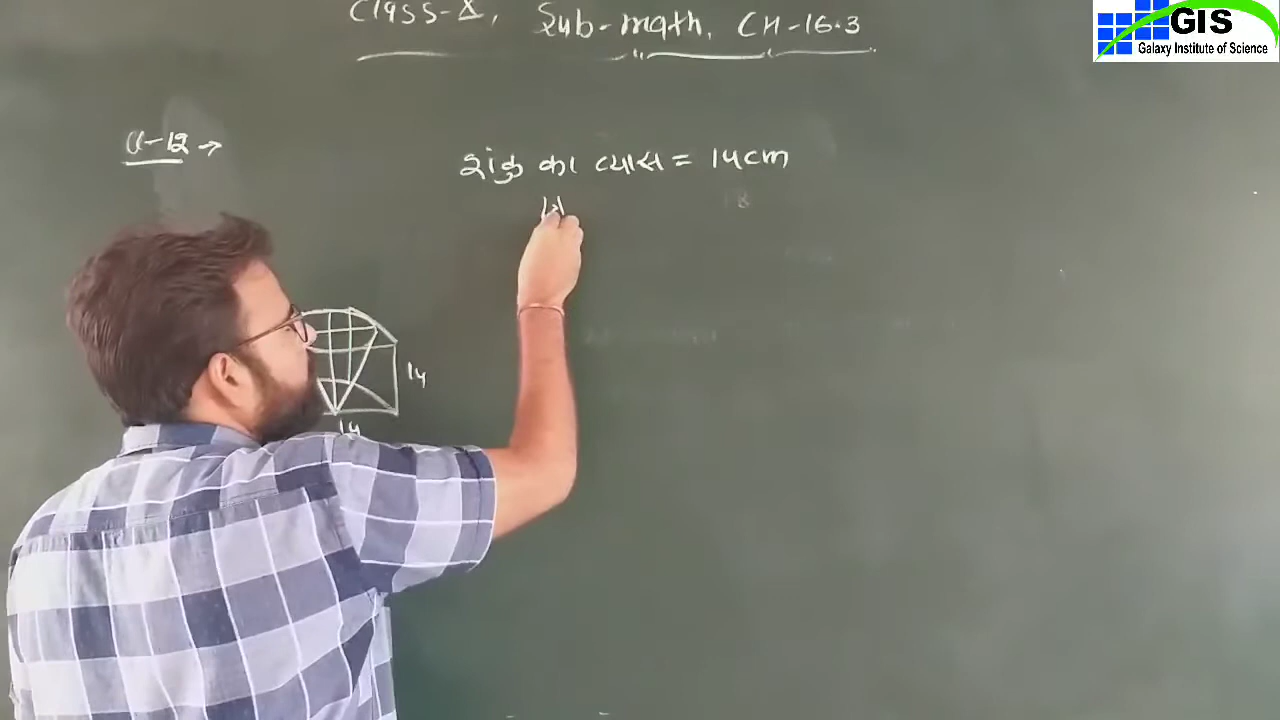 Class-X, Sub-math, CH-16.3
GIS
Galaxy Institute of Science
Q-12 →
शंकु का व्यास = 14cm
14
14